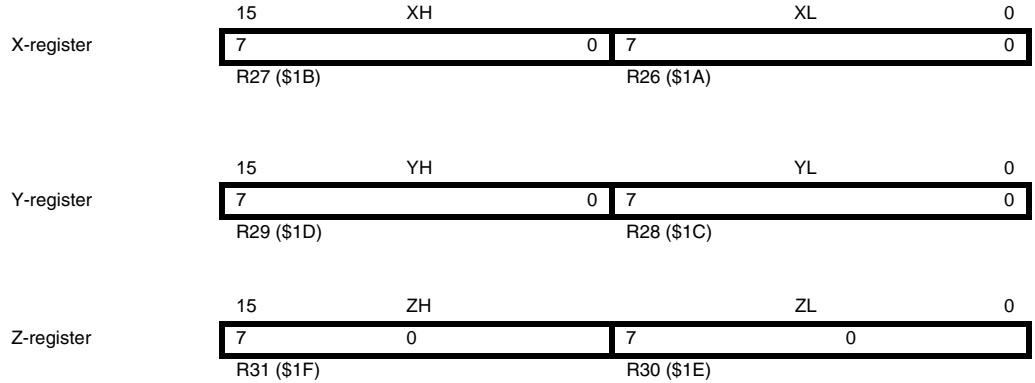 15 XH XL 0
X-register 7 0 7 0
R27 ($1B) R26 ($1A)
15 YH YL 0
Y-register 7 0 7 0
R29 ($1D) R28 ($1C)
15 ZH ZL 0
Z-register 7 0 7 0
R31 ($1F) R30 ($1E)